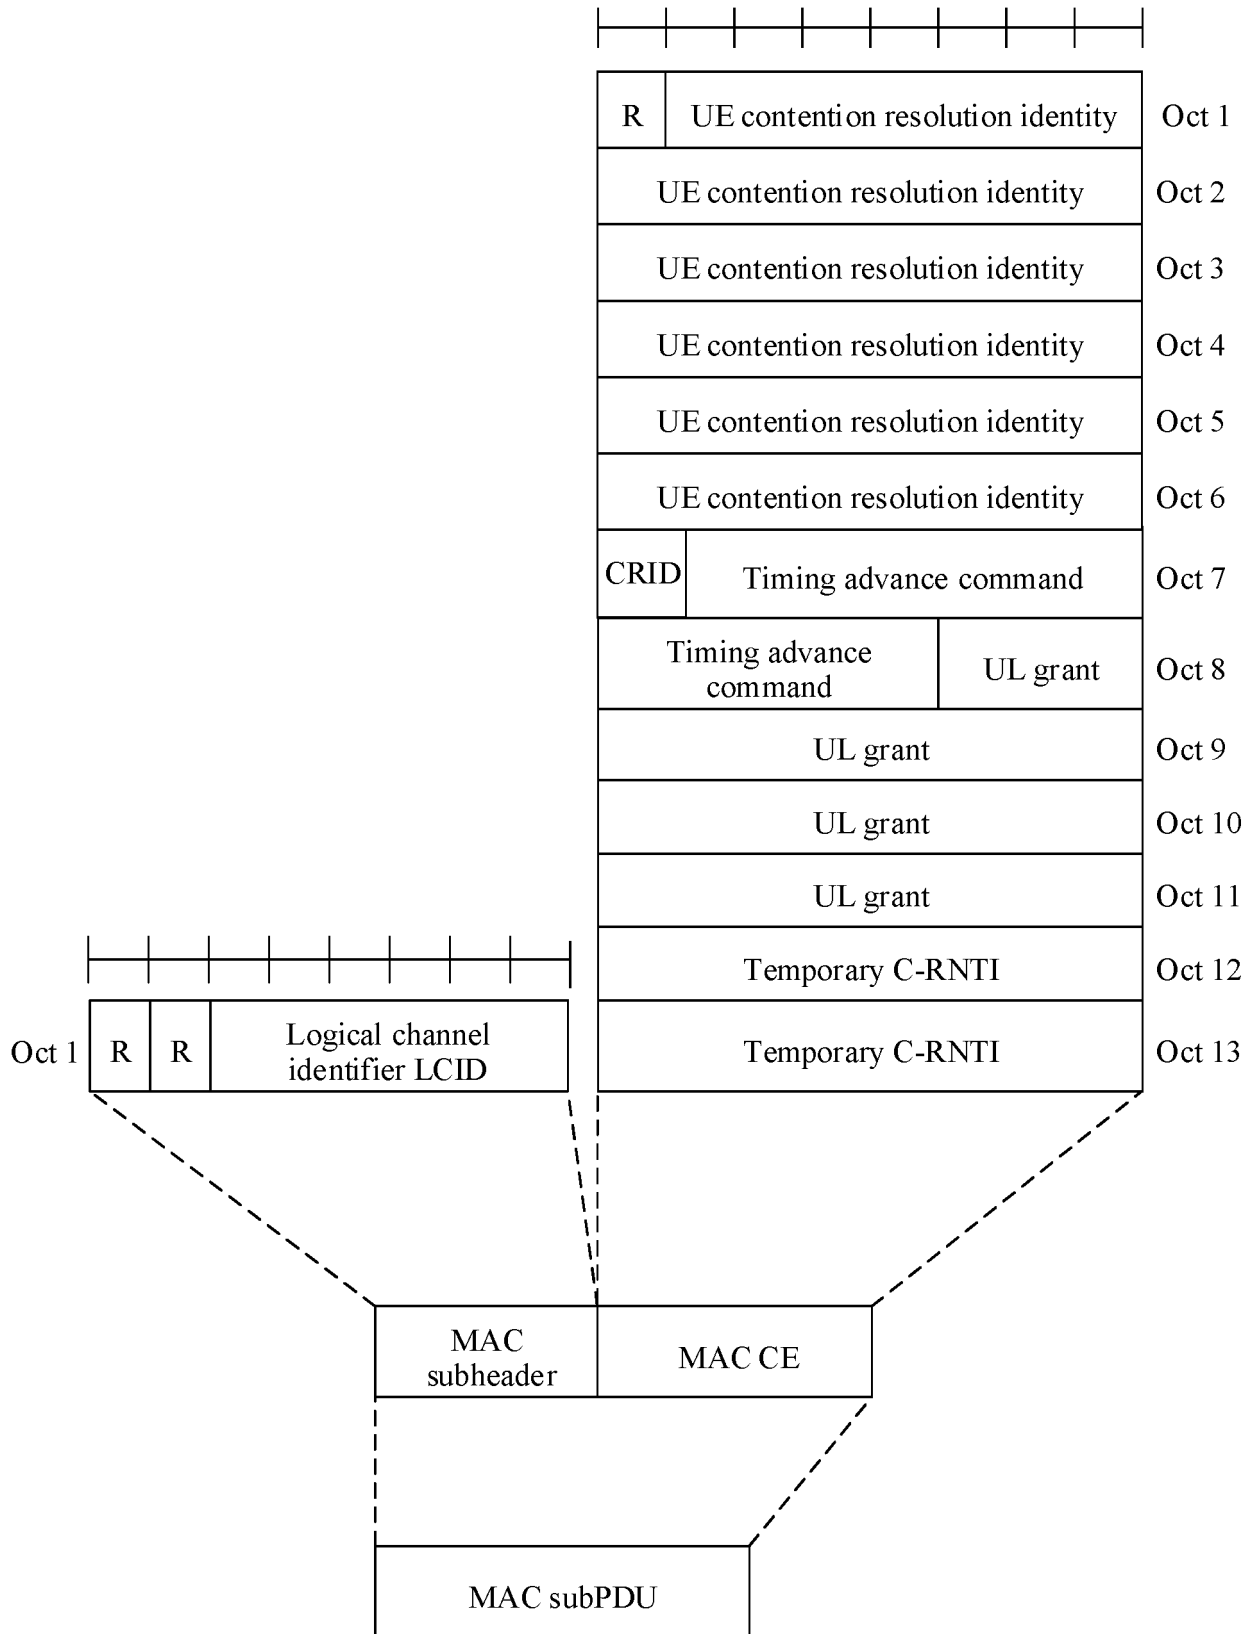 R UE contention resolution identity Oct 1
UE contention resolution identity Oct 2
UE contention resolution identity Oct 3
UE contention resolution identity Oct 4
UE contention resolution identity Oct 5
UE contention resolution identity Oct 6
CRID Timing advance command Oct 7
Timing advance
command
UL grant Oct 8
UL grant Oct 9
UL grant Oct 10
UL grant Oct 11
Temporary C-RNTI Oct 12
Oct 1 R R
Logical channel
identifier LCID
Temporary C-RNTI Oct 13
MAC
subheader
MAC CE
MAC subPDU